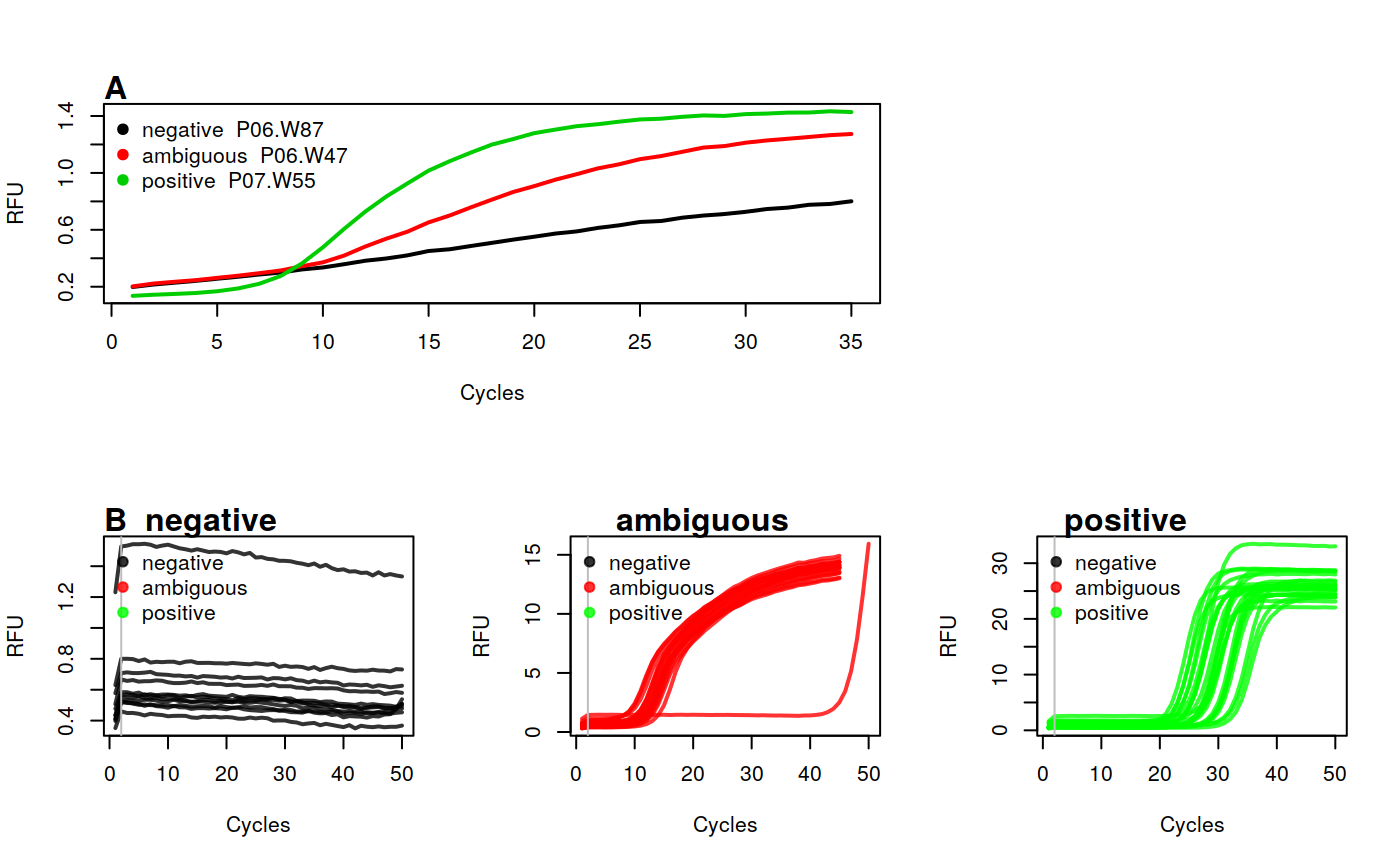 A
negative P06.W87
ambiguous P06.W47
positive P07.W55
RFU
0.2 0.6 1.0 1.4
0 5 10 15 20 25 30 35
Cycles
B negative
negative
ambiguous
positive
RFU
0.4 0.8 1.2
0 10 20 30 40 50
Cycles
ambiguous
negative
ambiguous
positive
RFU
0 5 10 15
0 10 20 30 40 50
Cycles
positive
negative
ambiguous
positive
RFU
0 10 20 30
0 10 20 30 40 50
Cycles